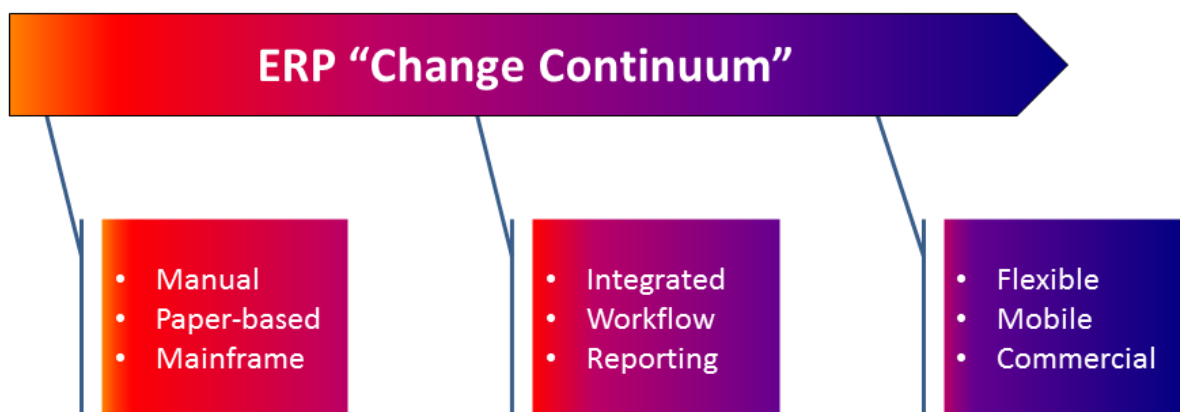 ERP “Change Continuum”
• Manual
• Paper-based
• Mainframe
• Integrated
• Workflow
• Reporting
• Flexible
• Mobile
• Commercial